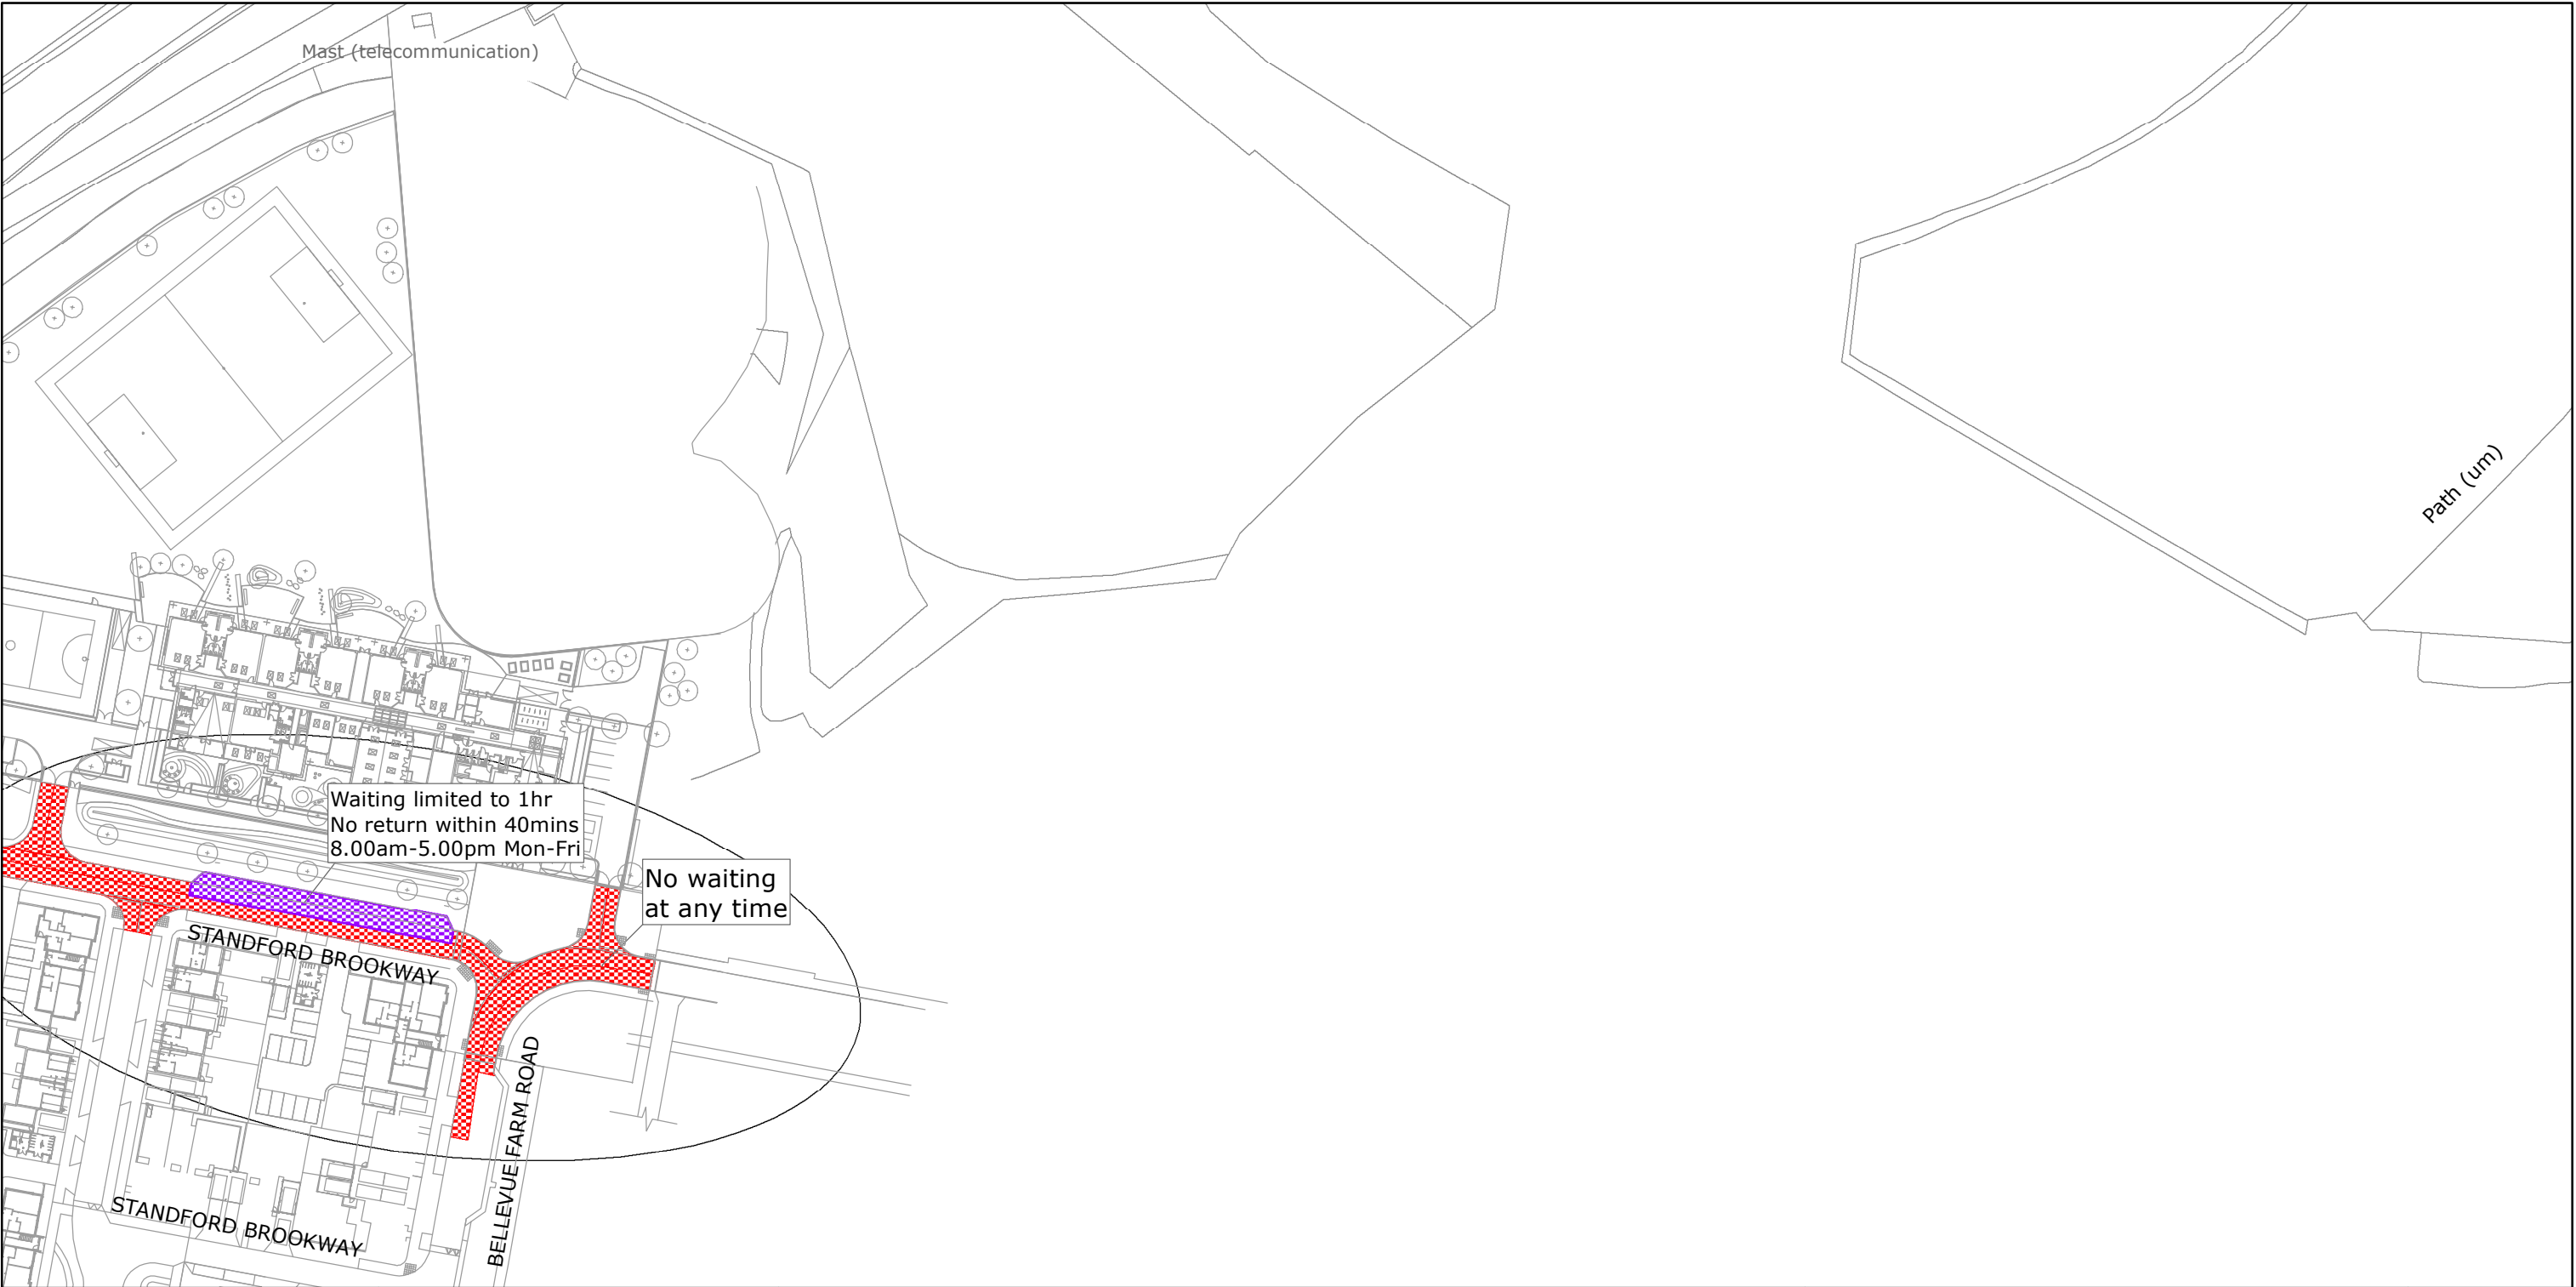 Mast (telecommunication)
Path (um)
Waiting limited to 1hr
No return within 40mins
8.00am-5.00pm Mon-Fri
No waiting
at any time
STANDFORD BROOKWAY
BELLEVUE FARM ROAD
STANDFORD BROOKWAY